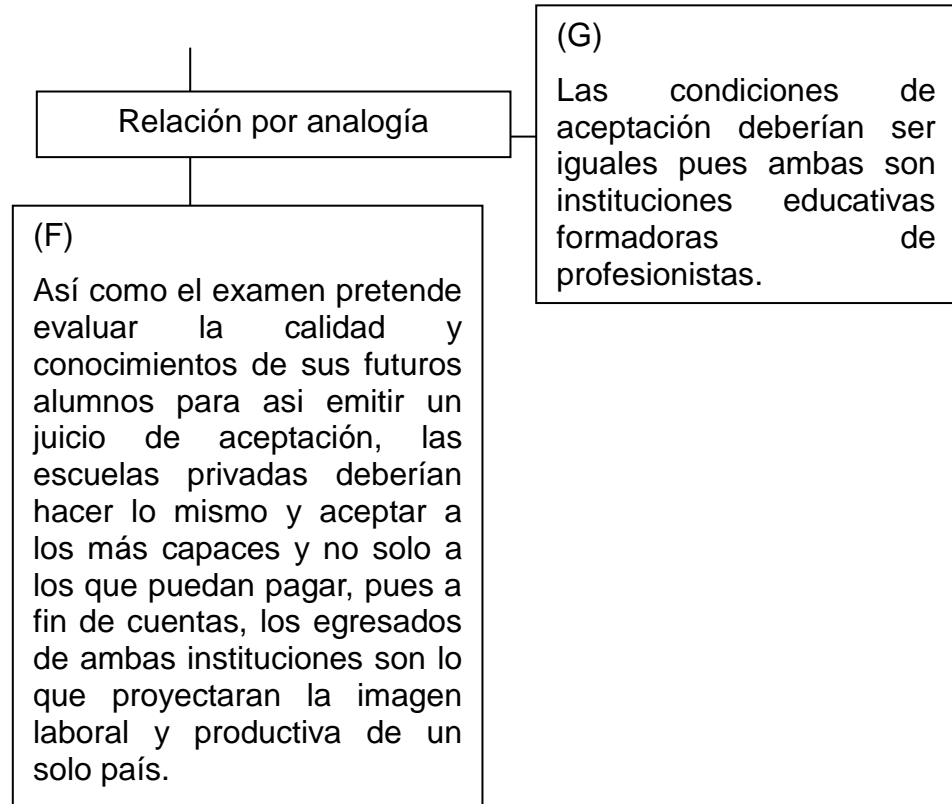 Relación por analogía
(G)
Las condiciones de
aceptación deberían ser
iguales pues ambas son
instituciones educativas
formadoras de
profesionistas.
(F)
Así como el examen pretende
evaluar la calidad y
conocimientos de sus futuros
alumnos para asi emitir un
juicio de aceptación, las
escuelas privadas deberían
hacer lo mismo y aceptar a
los más capaces y no solo a
los que puedan pagar, pues a
fin de cuentas, los egresados
de ambas instituciones son lo
que proyectaran la imagen
laboral y productiva de un
solo país.